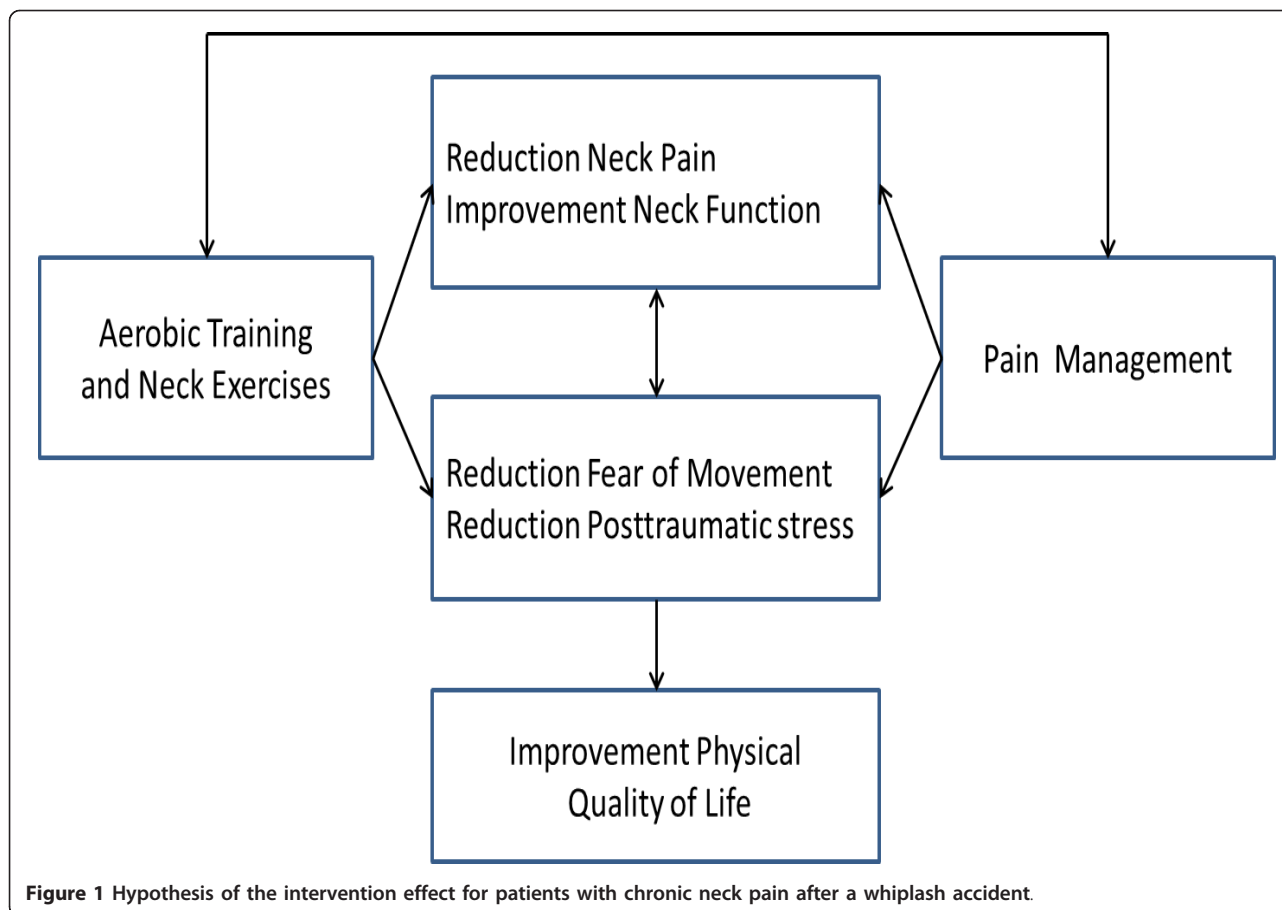 Reduction Neck Pain
Improvement Neck Function
Aerobic Training
and Neck Exercises
Pain Management
Reduction Fear of Movement
Reduction Posttraumatic stress
Improvement Physical
Quality of Life
Figure 1 Hypothesis of the intervention effect for patients with chronic neck pain after a whiplash accident.